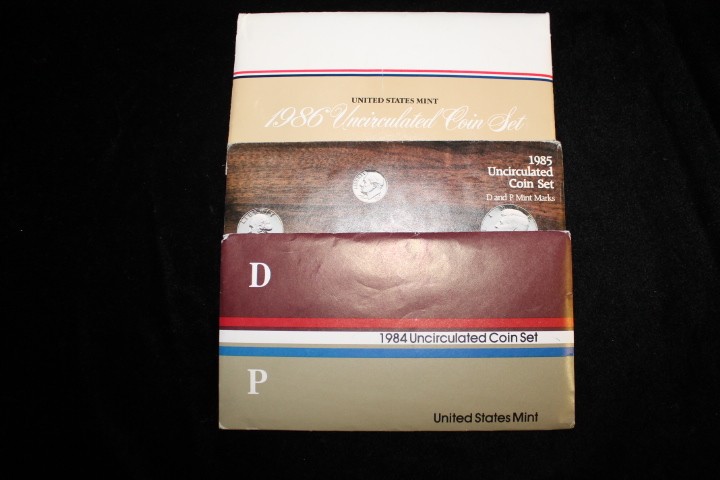 UNITED STATES MINT
1986 Uncirculated Coin Set
1985
Uncirculated
Coin Set
D and P Mint Marks
D
1984 Uncirculated Coin Set
P
United States Mint